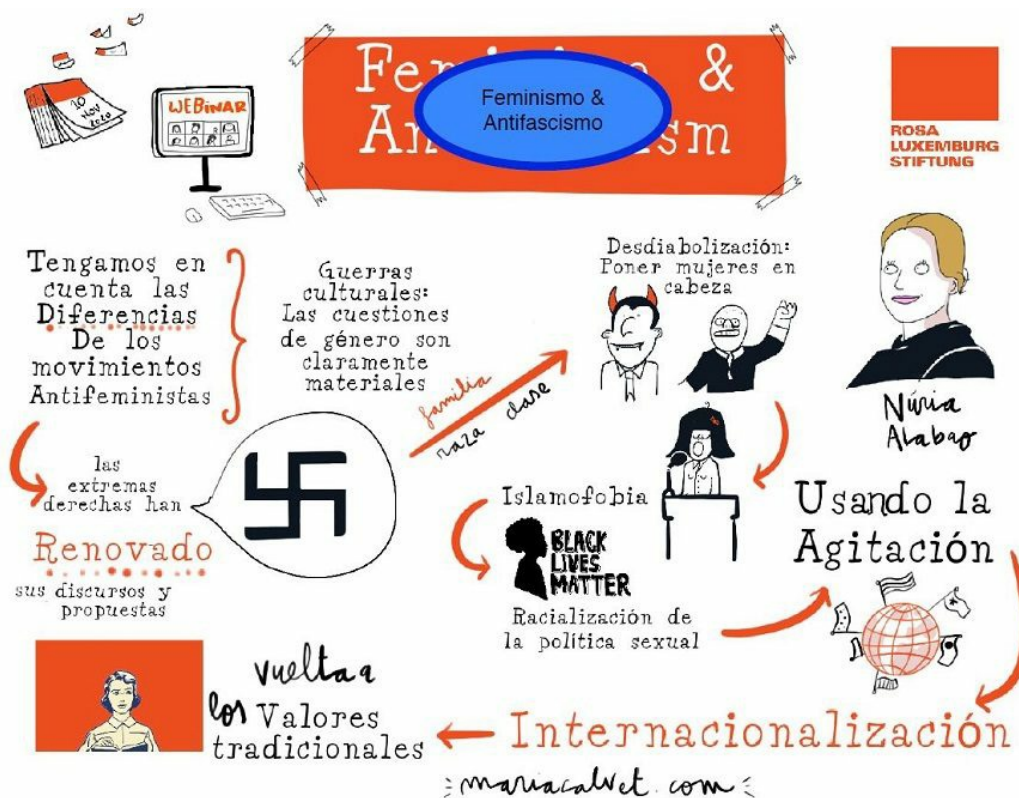 10
NOV
2020
WEBINAR
Fe &
An sm
Feminismo &
Antifascismo
ROSA
LUXEMBURG
STIFTUNG
Tengamos en
cuenta las
Diferencias
De los
movimientos
Antifeministas
Guerras
culturales:
Las cuestiones
de género son
claramente
materiales
familia
raza clase
Desdiabolización:
Poner mujeres en
cabeza
Núria
Alabao
las
extremas
derechas han
Renovado
sus discursos y
propuestas
Islamofobia
BLACK
LIVES
MATTER
Racialización de
la política sexual
Usando la
Agitación
Internacionalización
vuelta a
los Valores
tradicionales
mariacalvet.com